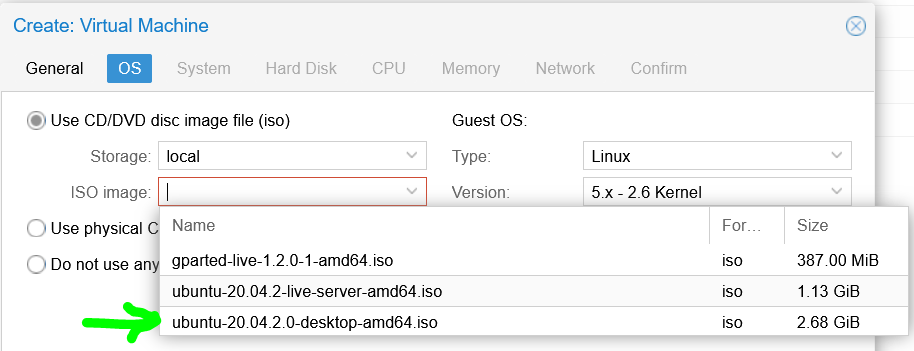 Create: Virtual Machine
General OS System Hard Disk CPU Memory Network Confirm
Use CD/DVD disc image file (iso) Guest OS:
Storage: local Type: Linux
ISO image: Version: 5.x - 2.6 Kernel
Use physical C
Name For... Size
Do not use any
gparted-live-1.2.0-1-amd64.iso iso 387.00 MiB
ubuntu-20.04.2-live-server-amd64.iso iso 1.13 GiB
ubuntu-20.04.2.0-desktop-amd64.iso iso 2.68 GiB